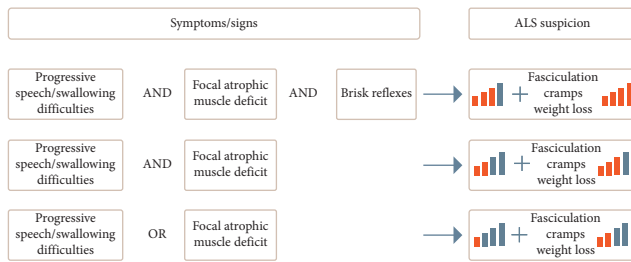 Symptoms/signs
ALS suspicion
Progressive
speech/swallowing
difficulties
AND
Focal atrophic
muscle deficit
AND
Brisk reflexes
+
Fasciculation
cramps
weight loss
Progressive
speech/swallowing
difficulties
AND
Focal atrophic
muscle deficit
+
Fasciculation
cramps
weight loss
Progressive
speech/swallowing
difficulties
OR
Focal atrophic
muscle deficit
+
Fasciculation
cramps
weight loss